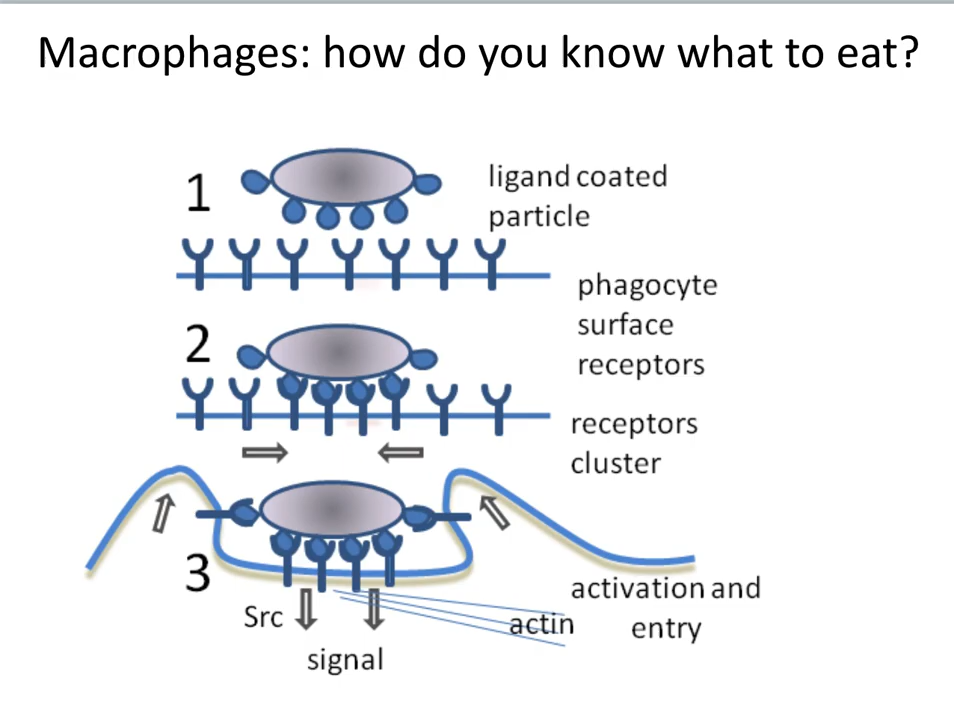 Macrophages: how do you know what to eat?
1
ligand coated
particle
phagocyte
surface
receptors
2
receptors
cluster
3
activation and
entry
Src
actin
signal